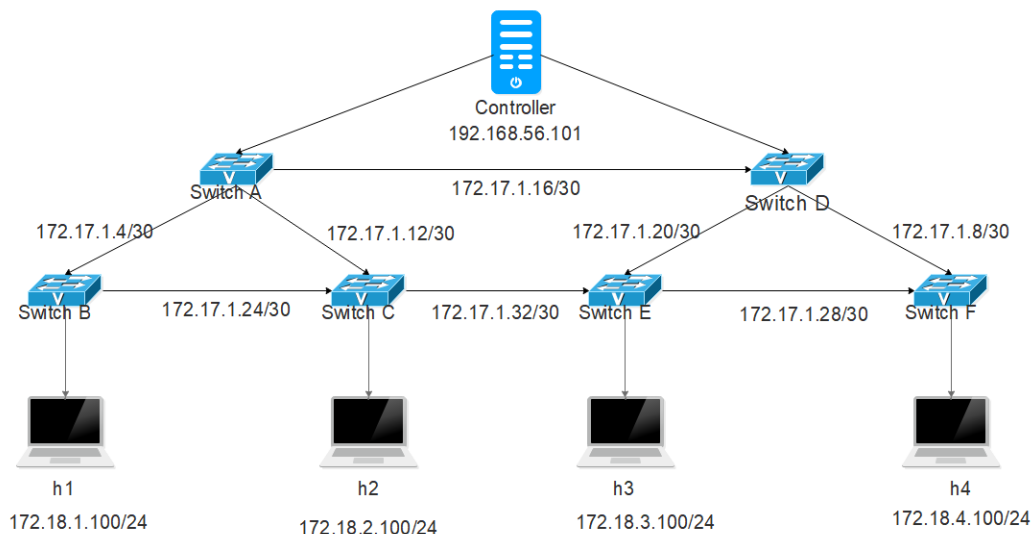 Controller
192.168.56.101
Switch A
172.17.1.16/30
Switch D
172.17.1.4/30
172.17.1.12/30
172.17.1.20/30
172.17.1.8/30
V
V
V
V
V
V
Switch B
172.17.1.24/30
Switch C
172.17.1.32/30
Switch E
172.17.1.28/30
Switch F
h1
h2
h3
h4
172.18.1.100/24
172.18.2.100/24
172.18.3.100/24
172.18.4.100/24